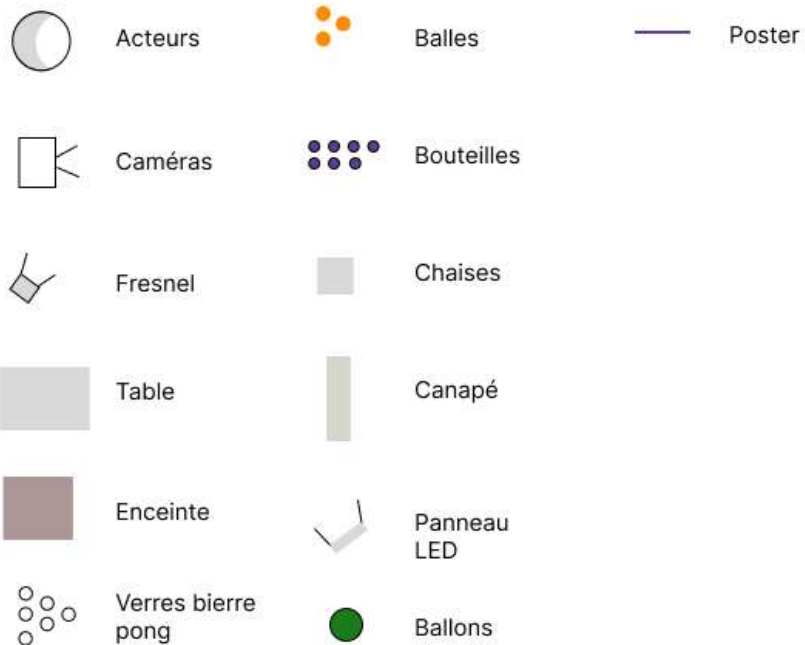 Acteurs
Balles
Poster
Caméras
Bouteilles
Fresnel
Chaises
Table
Canapé
Enceinte
Panneau
LED
Verres bierre
pong
Ballons